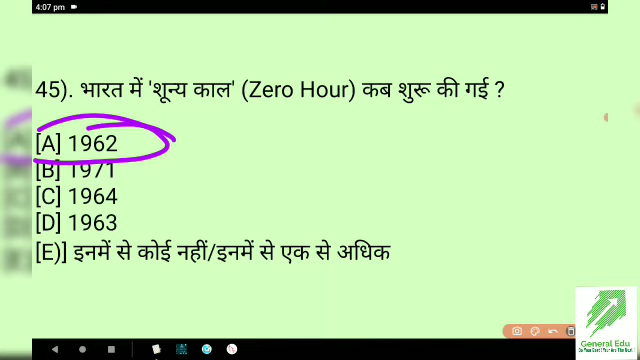 4:07 pm
45). भारत में 'शून्य काल' (Zero Hour) कब शुरू की गई ?
[A] 1962
[B] 1971
[C] 1964
[D] 1963
[E)] इनमें से कोई नहीं/इनमें से एक से अधिक
General Edu